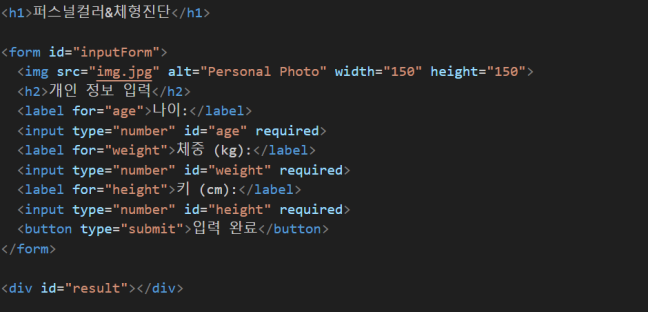 <h1>퍼스널컬러&체형진단</h1>
<form id="inputForm">
<img src="img.jpg" alt="Personal Photo" width="150" height="150">
<h2>개인 정보 입력</h2>
<label for="age">나이:</label>
<input type="number" id="age" required>
<label for="weight">체중 (kg):</label>
<input type="number" id="weight" required>
<label for="height">키 (cm):</label>
<input type="number" id="height" required>
<button type="submit">입력 완료</button>
</form>
<div id="result"></div>